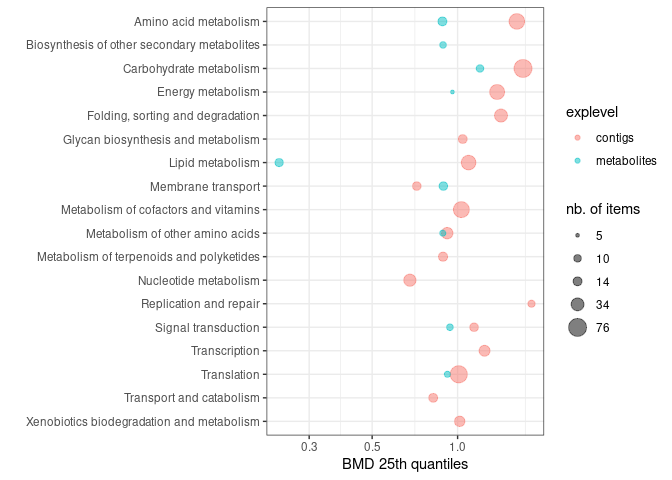 Amino acid metabolism
Biosynthesis of other secondary metabolites
Carbohydrate metabolism
Energy metabolism
Folding, sorting and degradation
Glycan biosynthesis and metabolism
Lipid metabolism
Membrane transport
Metabolism of cofactors and vitamins
Metabolism of other amino acids
Metabolism of terpenoids and polyketides
Nucleotide metabolism
Replication and repair
Signal transduction
Transcription
Translation
Transport and catabolism
Xenobiotics biodegradation and metabolism
0.3 0.5 1.0
BMD 25th quantiles
explevel
contigs
metabolites
nb. of items
5
10
14
34
76